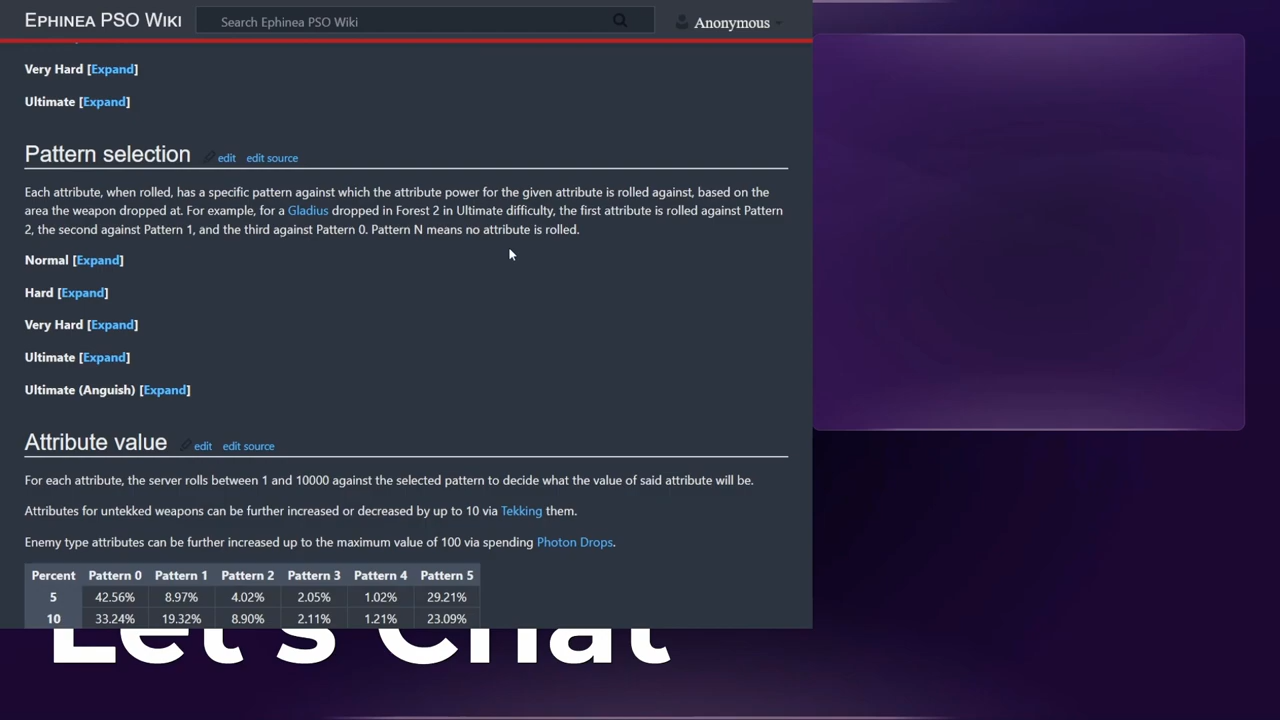 EPHINEA PSO WIKI
Search Ephinea PSO Wiki
Anonymous
Very Hard [Expand]
Ultimate [Expand]
Pattern selection edit edit source
Each attribute, when rolled, has a specific pattern against which the attribute power for the given attribute is rolled against, based on the
area the weapon dropped at. For example, for a Gladius dropped in Forest 2 in Ultimate difficulty, the first attribute is rolled against Pattern
2, the second against Pattern 1, and the third against Pattern 0. Pattern N means no attribute is rolled.
Normal [Expand]
Hard [Expand]
Very Hard [Expand]
Ultimate [Expand]
Ultimate (Anguish) [Expand]
Attribute value edit edit source
For each attribute, the server rolls between 1 and 10000 against the selected pattern to decide what the value of said attribute will be.
Attributes for untekked weapons can be further increased or decreased by up to 10 via Tekking them.
Enemy type attributes can be further increased up to the maximum value of 100 via spending Photon Drops.
Percent Pattern 0 Pattern 1 Pattern 2 Pattern 3 Pattern 4 Pattern 5
5 42.56% 8.97% 4.02% 2.05% 1.02% 29.21%
10 33.24% 19.32% 8.90% 2.11% 1.21% 23.09%
Let's Chat